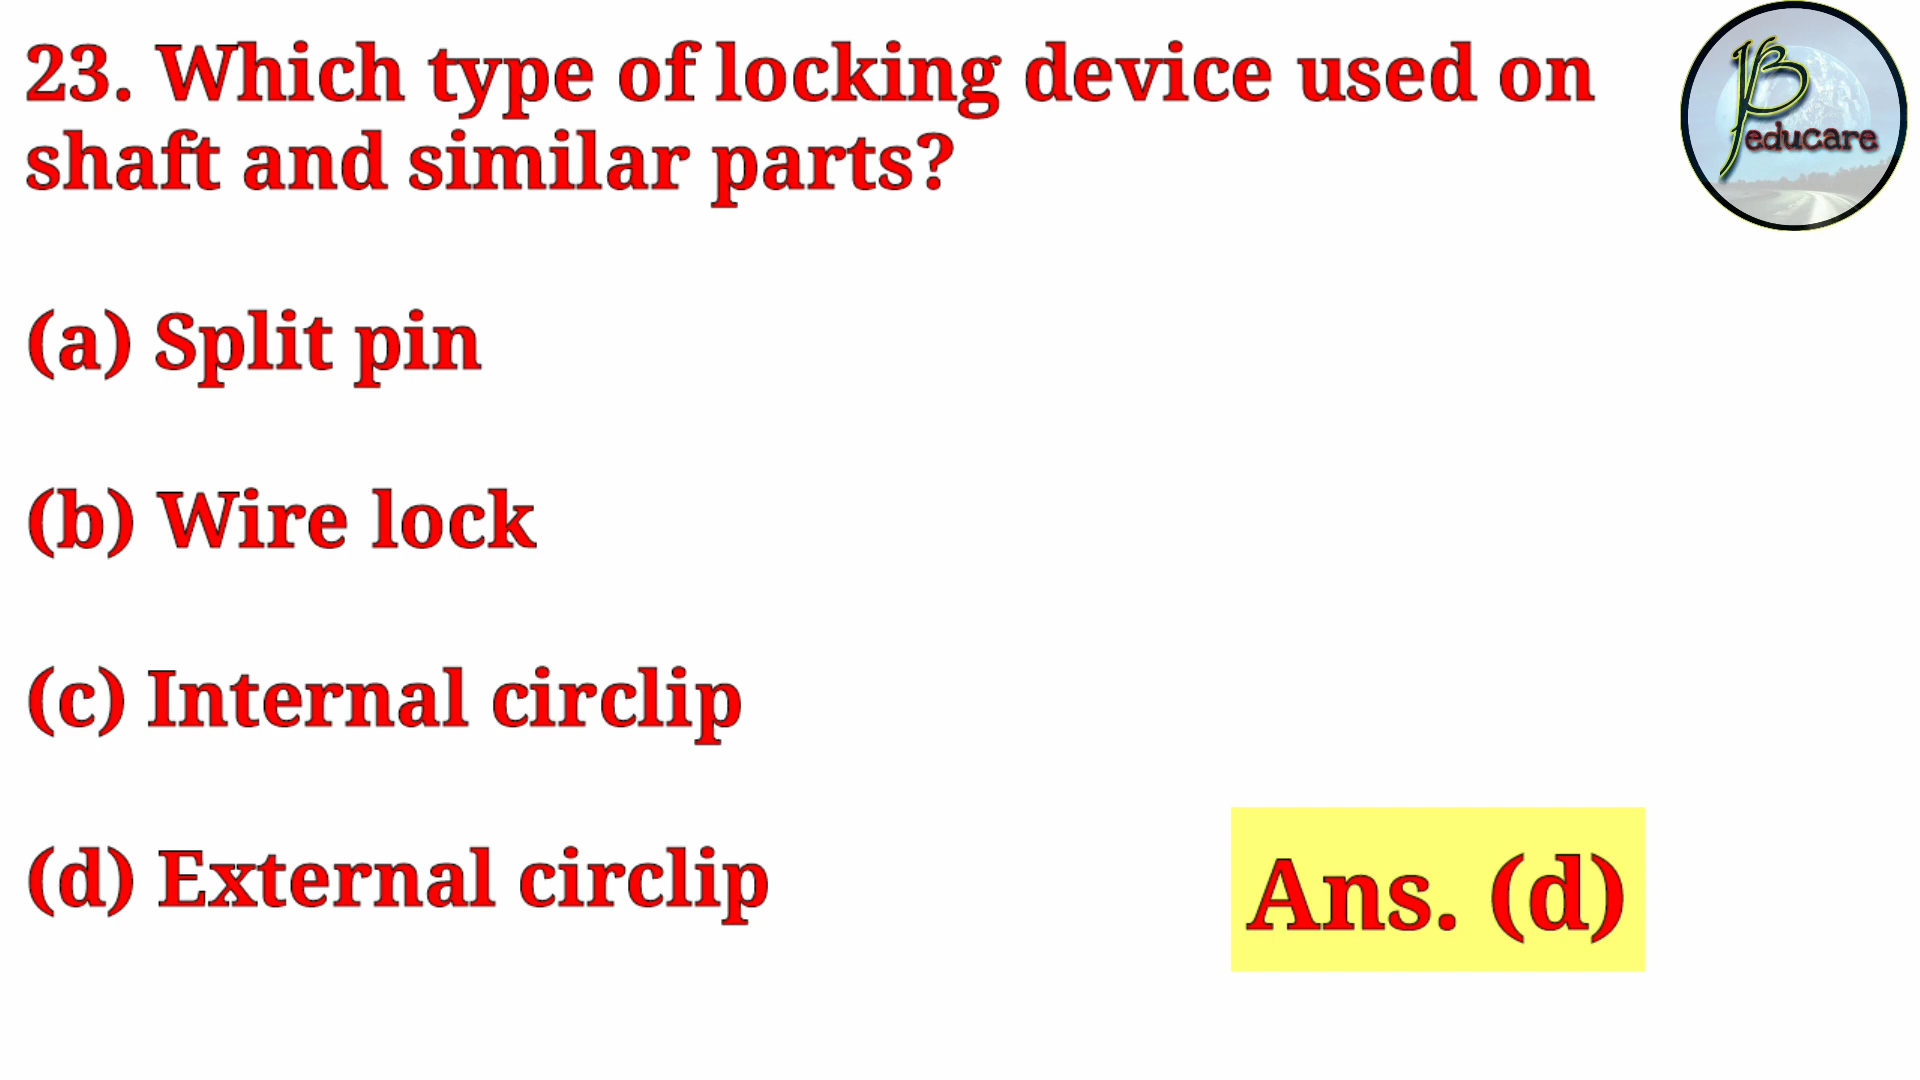 23. Which type of locking device used on
shaft and similar parts?
(a) Split pin
(b) Wire lock
(c) Internal circlip
(d) External circlip
Ans. (d)
educare